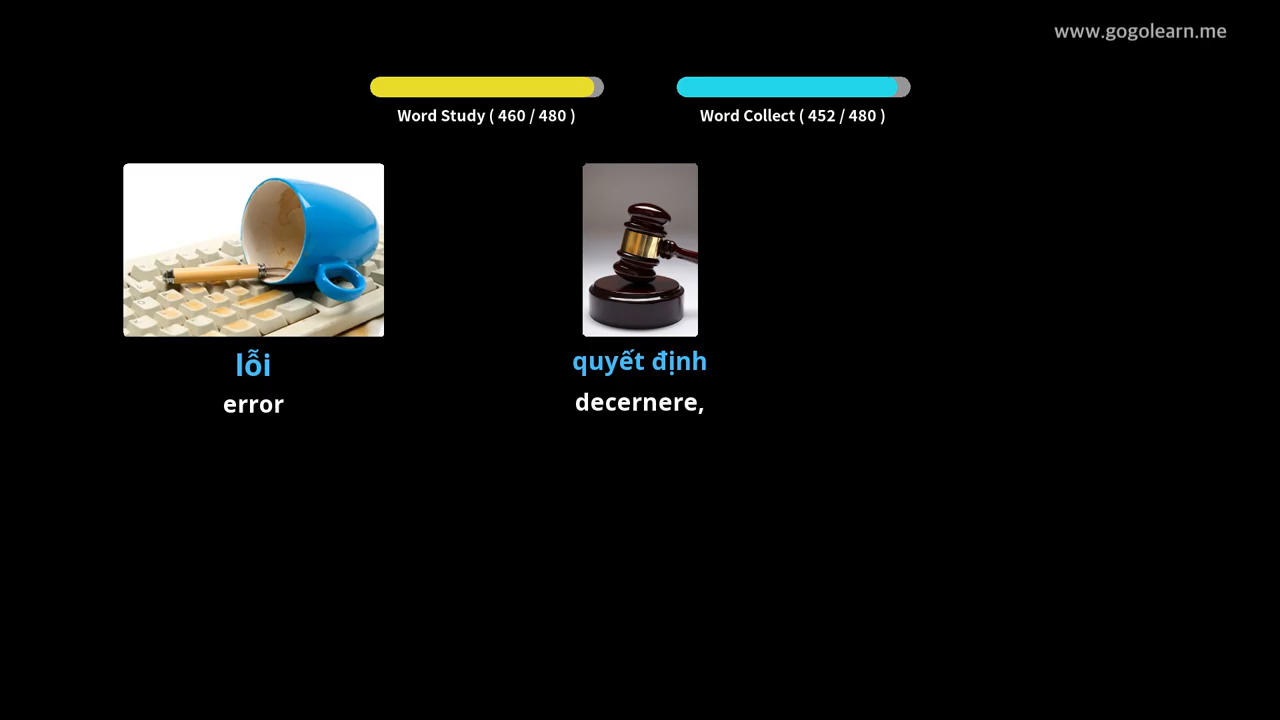 www.gogolearn.me
Word Study ( 460 / 480 )
Word Collect ( 452 / 480 )
lỗi
error
quyết định
decernere,